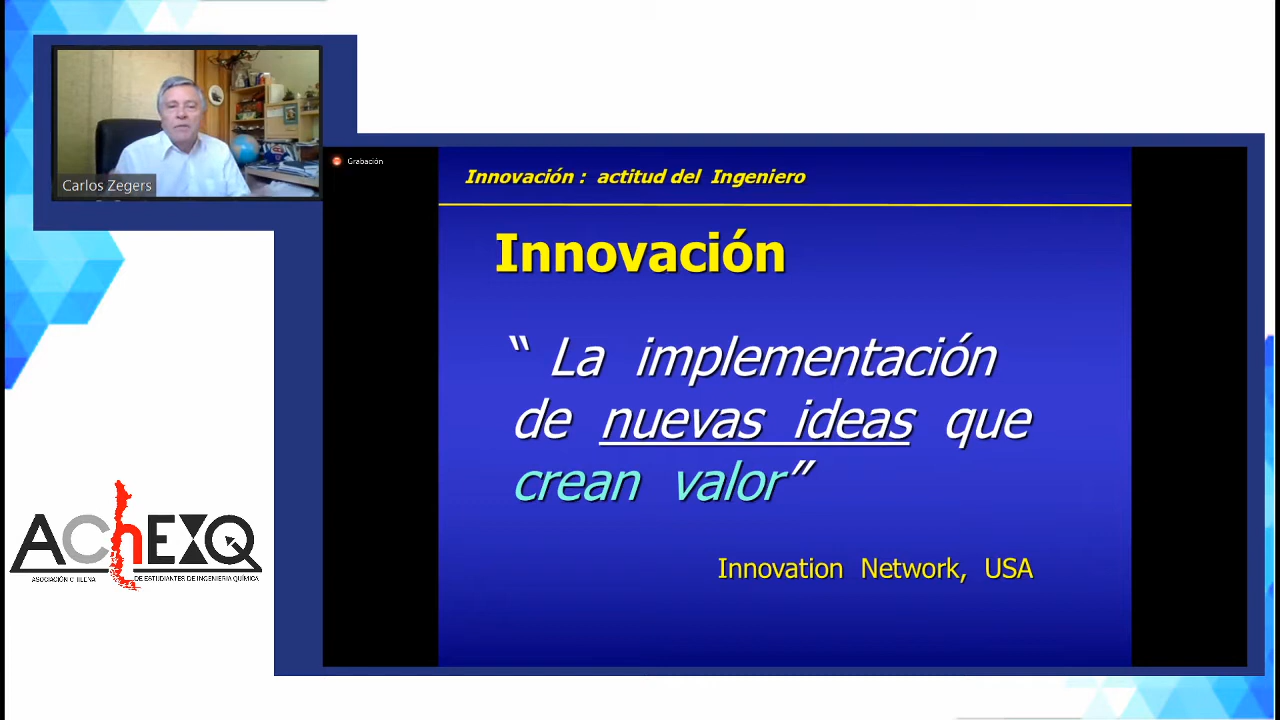 Carlos Zegers
Grabación
Innovación : actitud del Ingeniero
Innovación
“ La implementación
de nuevas ideas que
crean valor”
Innovation Network, USA
AChEXQ
ASOCIACIÓN CHILENA DE ESTUDIANTES DE INGENIERÍA QUÍMICA